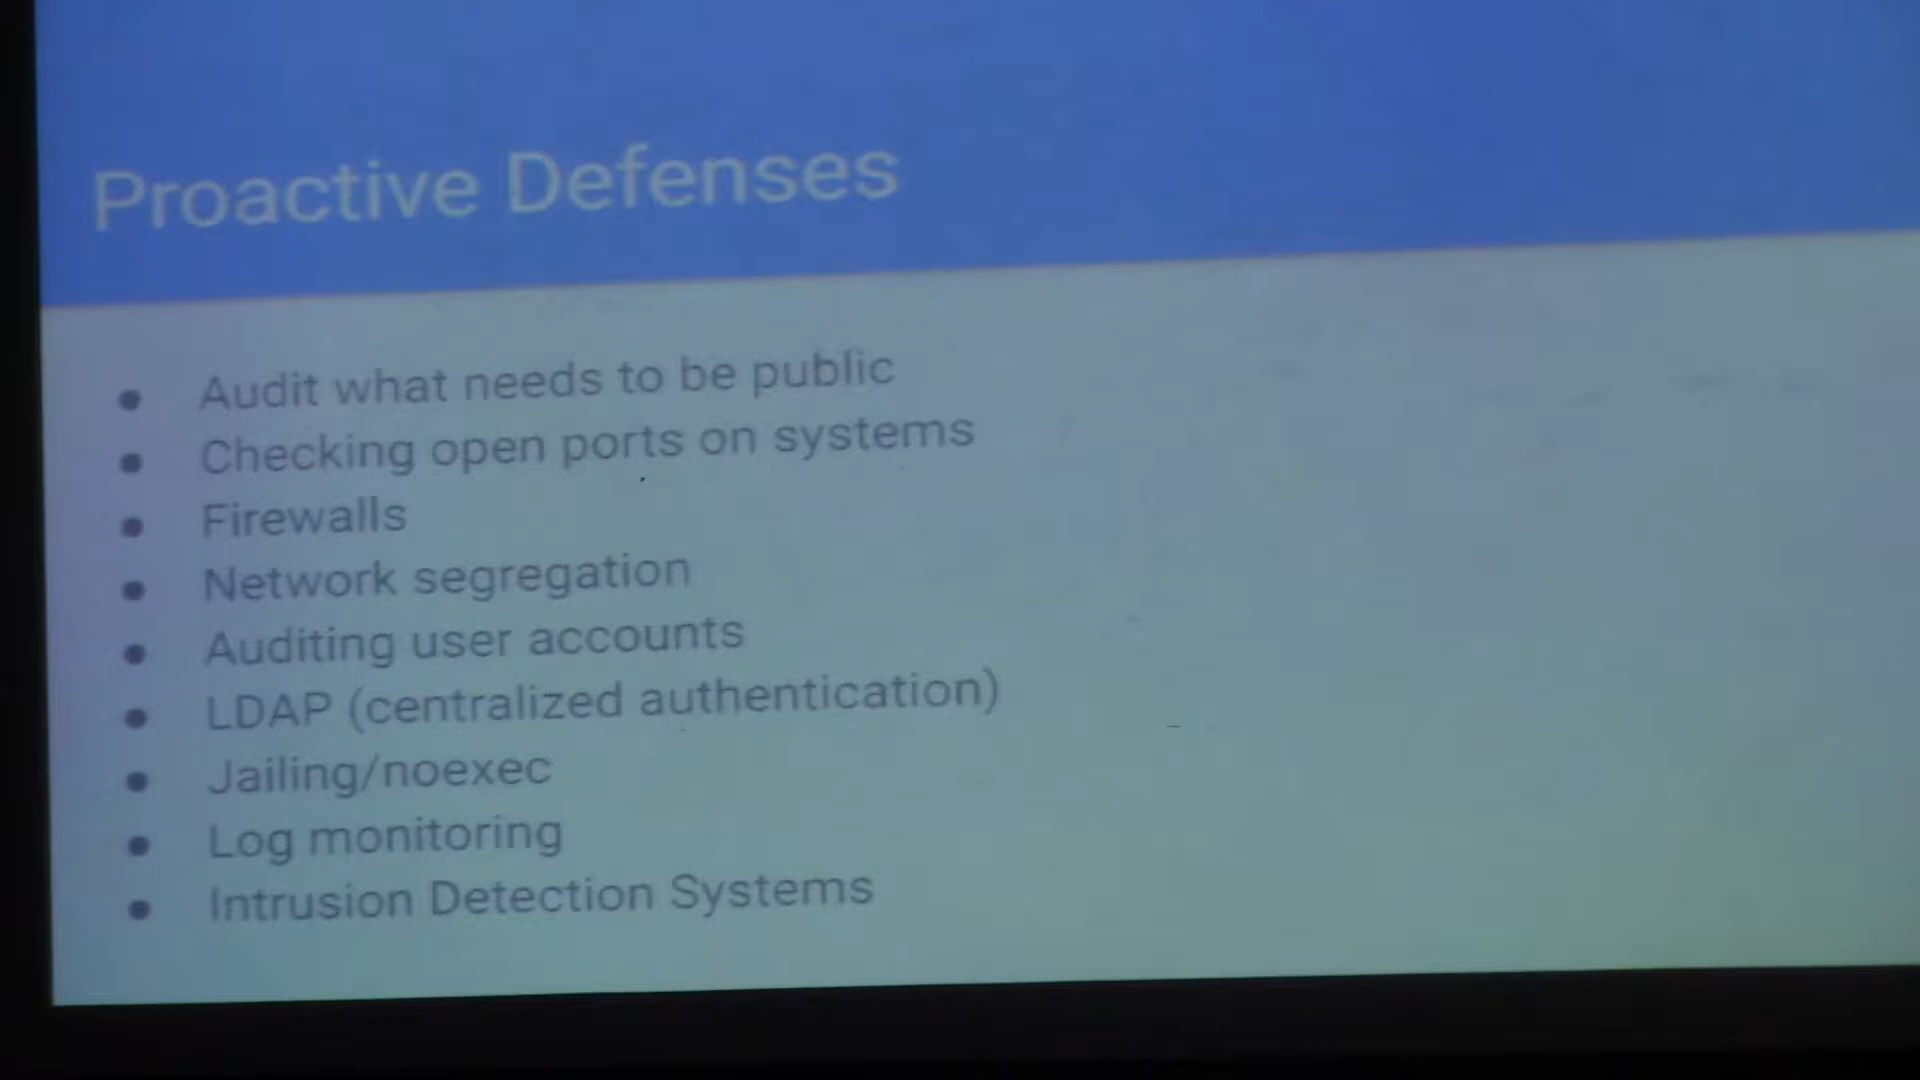 Proactive Defenses
● Audit what needs to be public
● Checking open ports on systems
● Firewalls
● Network segregation
● Auditing user accounts
● LDAP (centralized authentication)
● Jailing/noexec
● Log monitoring
● Intrusion Detection Systems